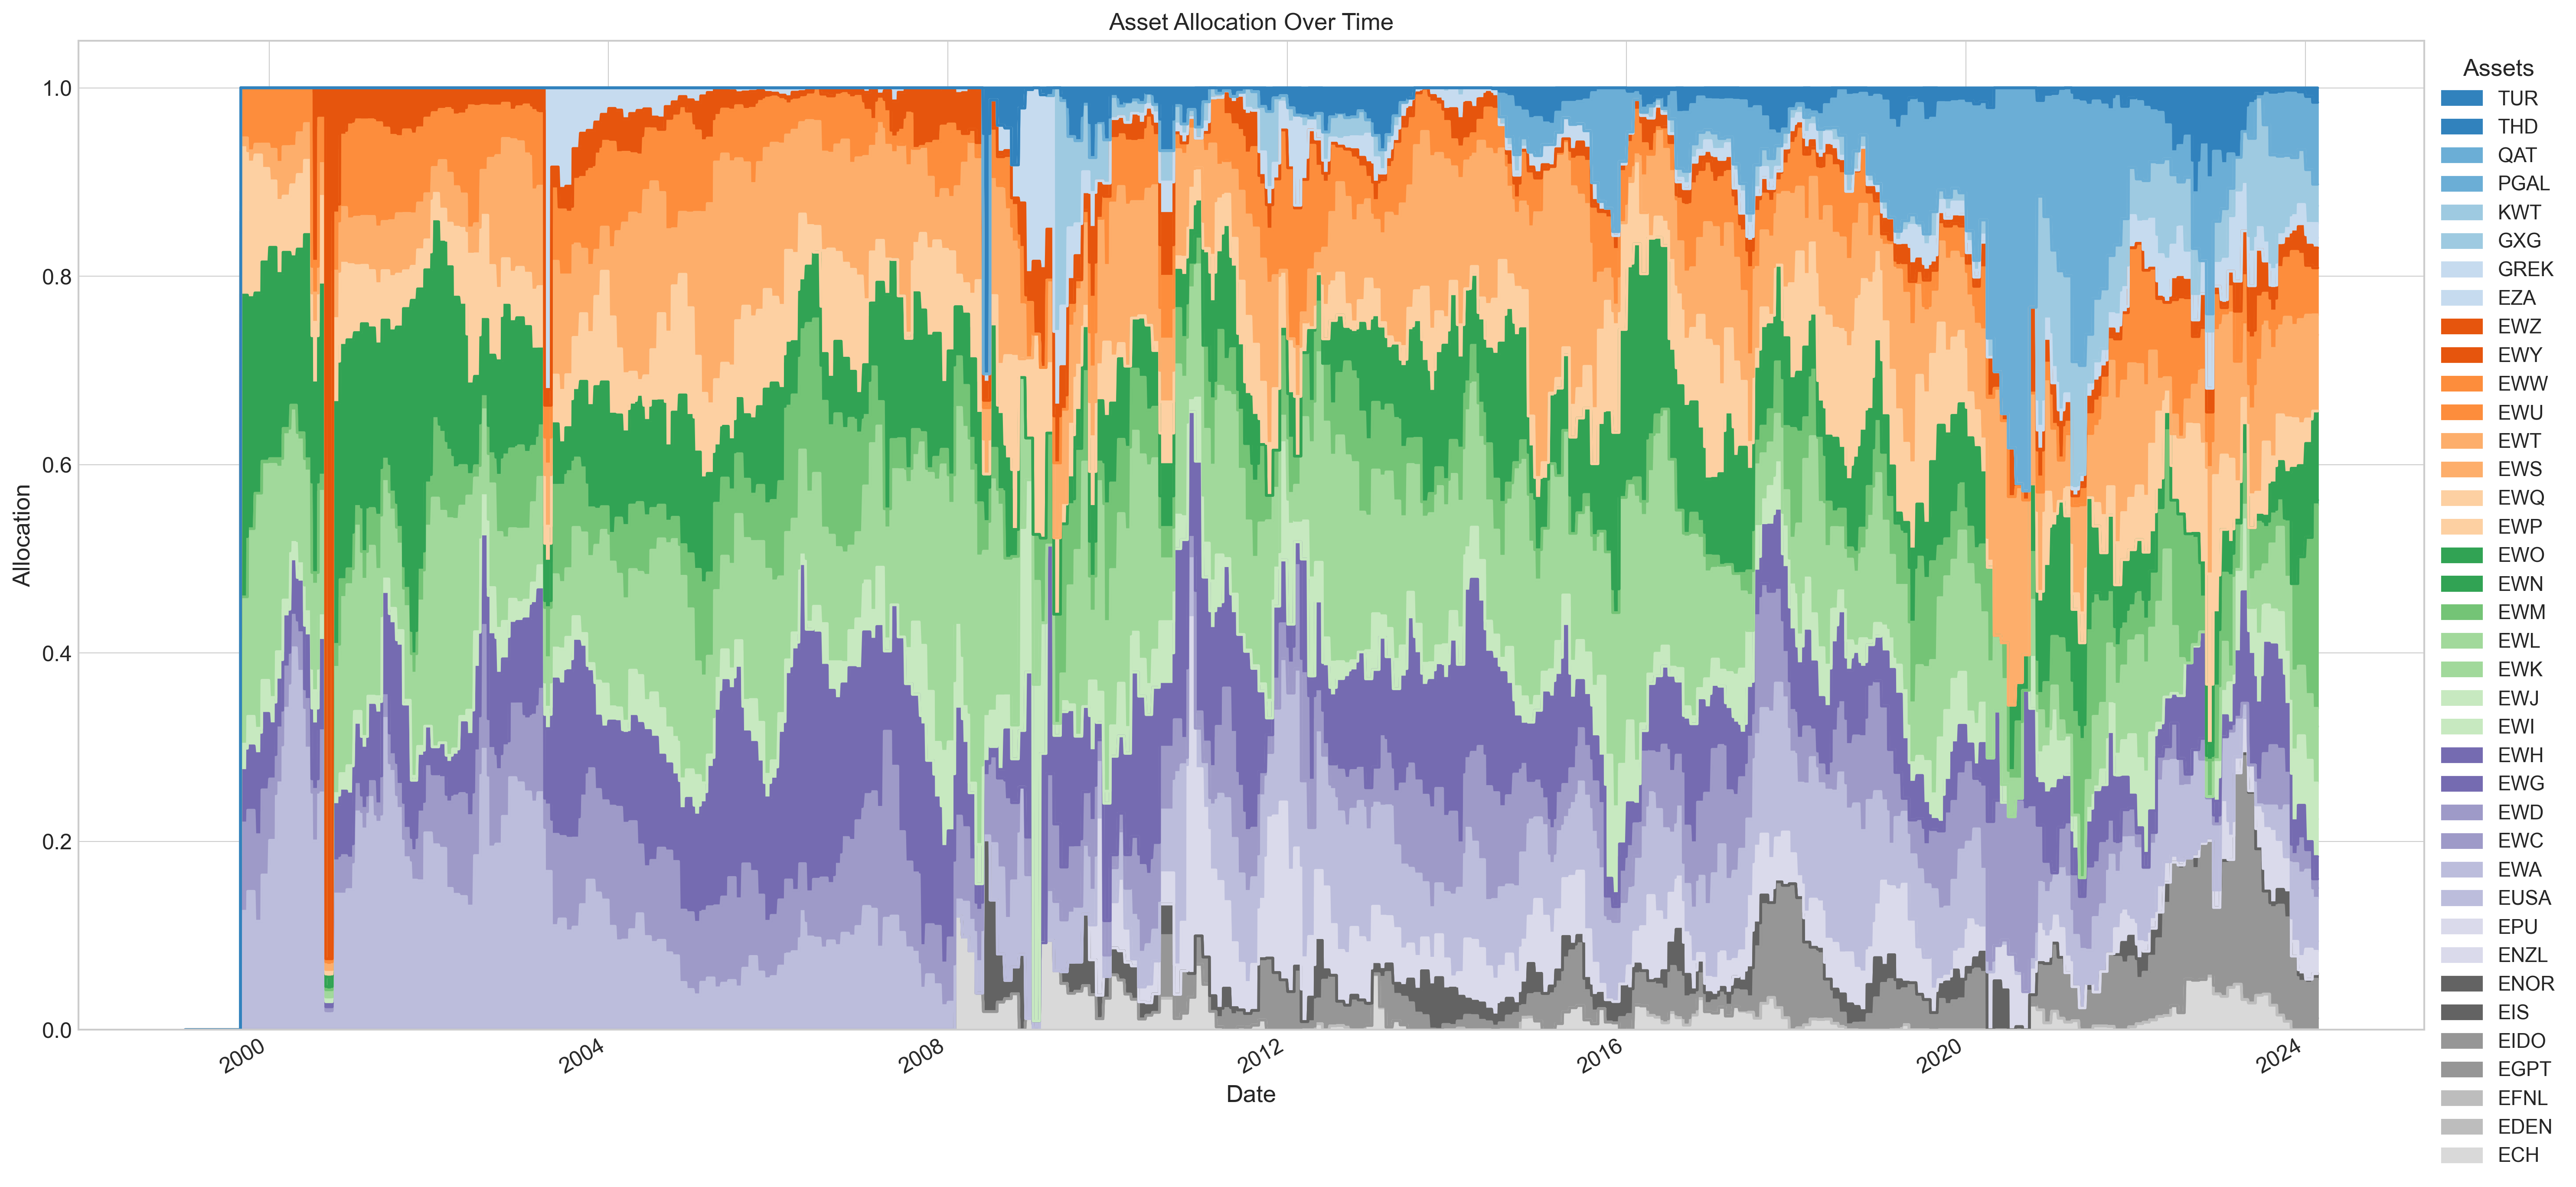 Asset Allocation Over Time
Allocation
1.0
0.8
0.6
0.4
0.2
0.0
2000
2004
2008
2012
2016
2020
2024
Date
Assets
TUR
THD
QAT
PGAL
KWT
GXG
GREK
EZA
EWZ
EWY
EWW
EWU
EWT
EWS
EWQ
EWP
EWO
EWN
EWM
EWL
EWK
EWJ
EWI
EWH
EWG
EWD
EWC
EWA
EUSA
EPU
ENZL
ENOR
EIS
EIDO
EGPT
EFNL
EDEN
ECH